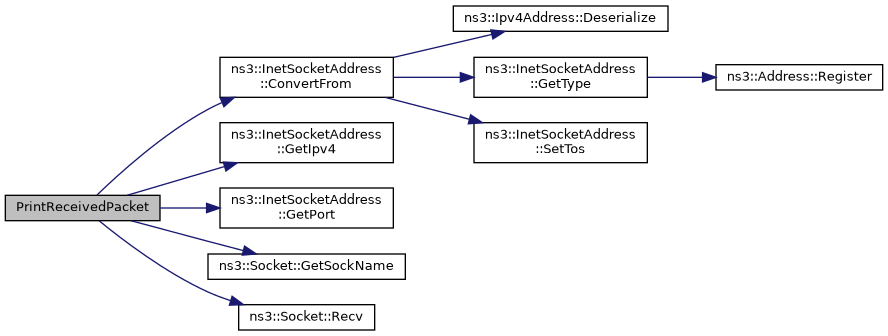 PrintReceivedPacket
ns3::InetSocketAddress
::ConvertFrom
ns3::InetSocketAddress
::GetIpv4
ns3::InetSocketAddress
::GetPort
ns3::Socket::GetSockName
ns3::Socket::Recv
ns3::Ipv4Address::Deserialize
ns3::InetSocketAddress
::GetType
ns3::InetSocketAddress
::SetTos
ns3::Address::Register